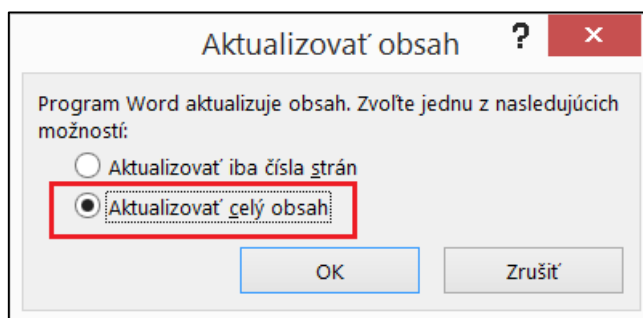 Aktualizovať obsah ? x
Program Word aktualizuje obsah. Zvoľte jednu z nasledujúcich
možností:
Aktualizovať iba čísla strán
Aktualizovať celý obsah
OK Zrušiť